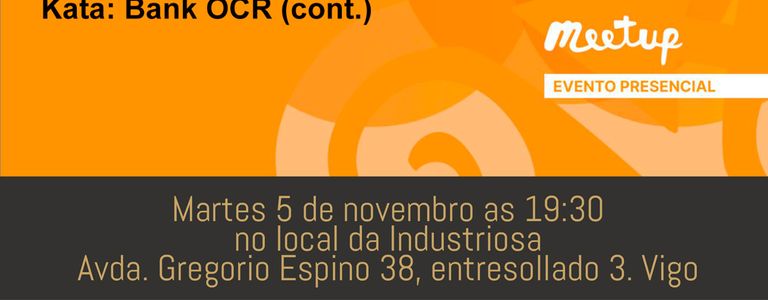 Kata: Bank OCR (cont.)
Meetup
EVENTO PRESENCIAL
Martes 5 de novembro as 19:30
no local da Industriosa
Avda. Gregorio Espino 38, entresollado 3. Vigo